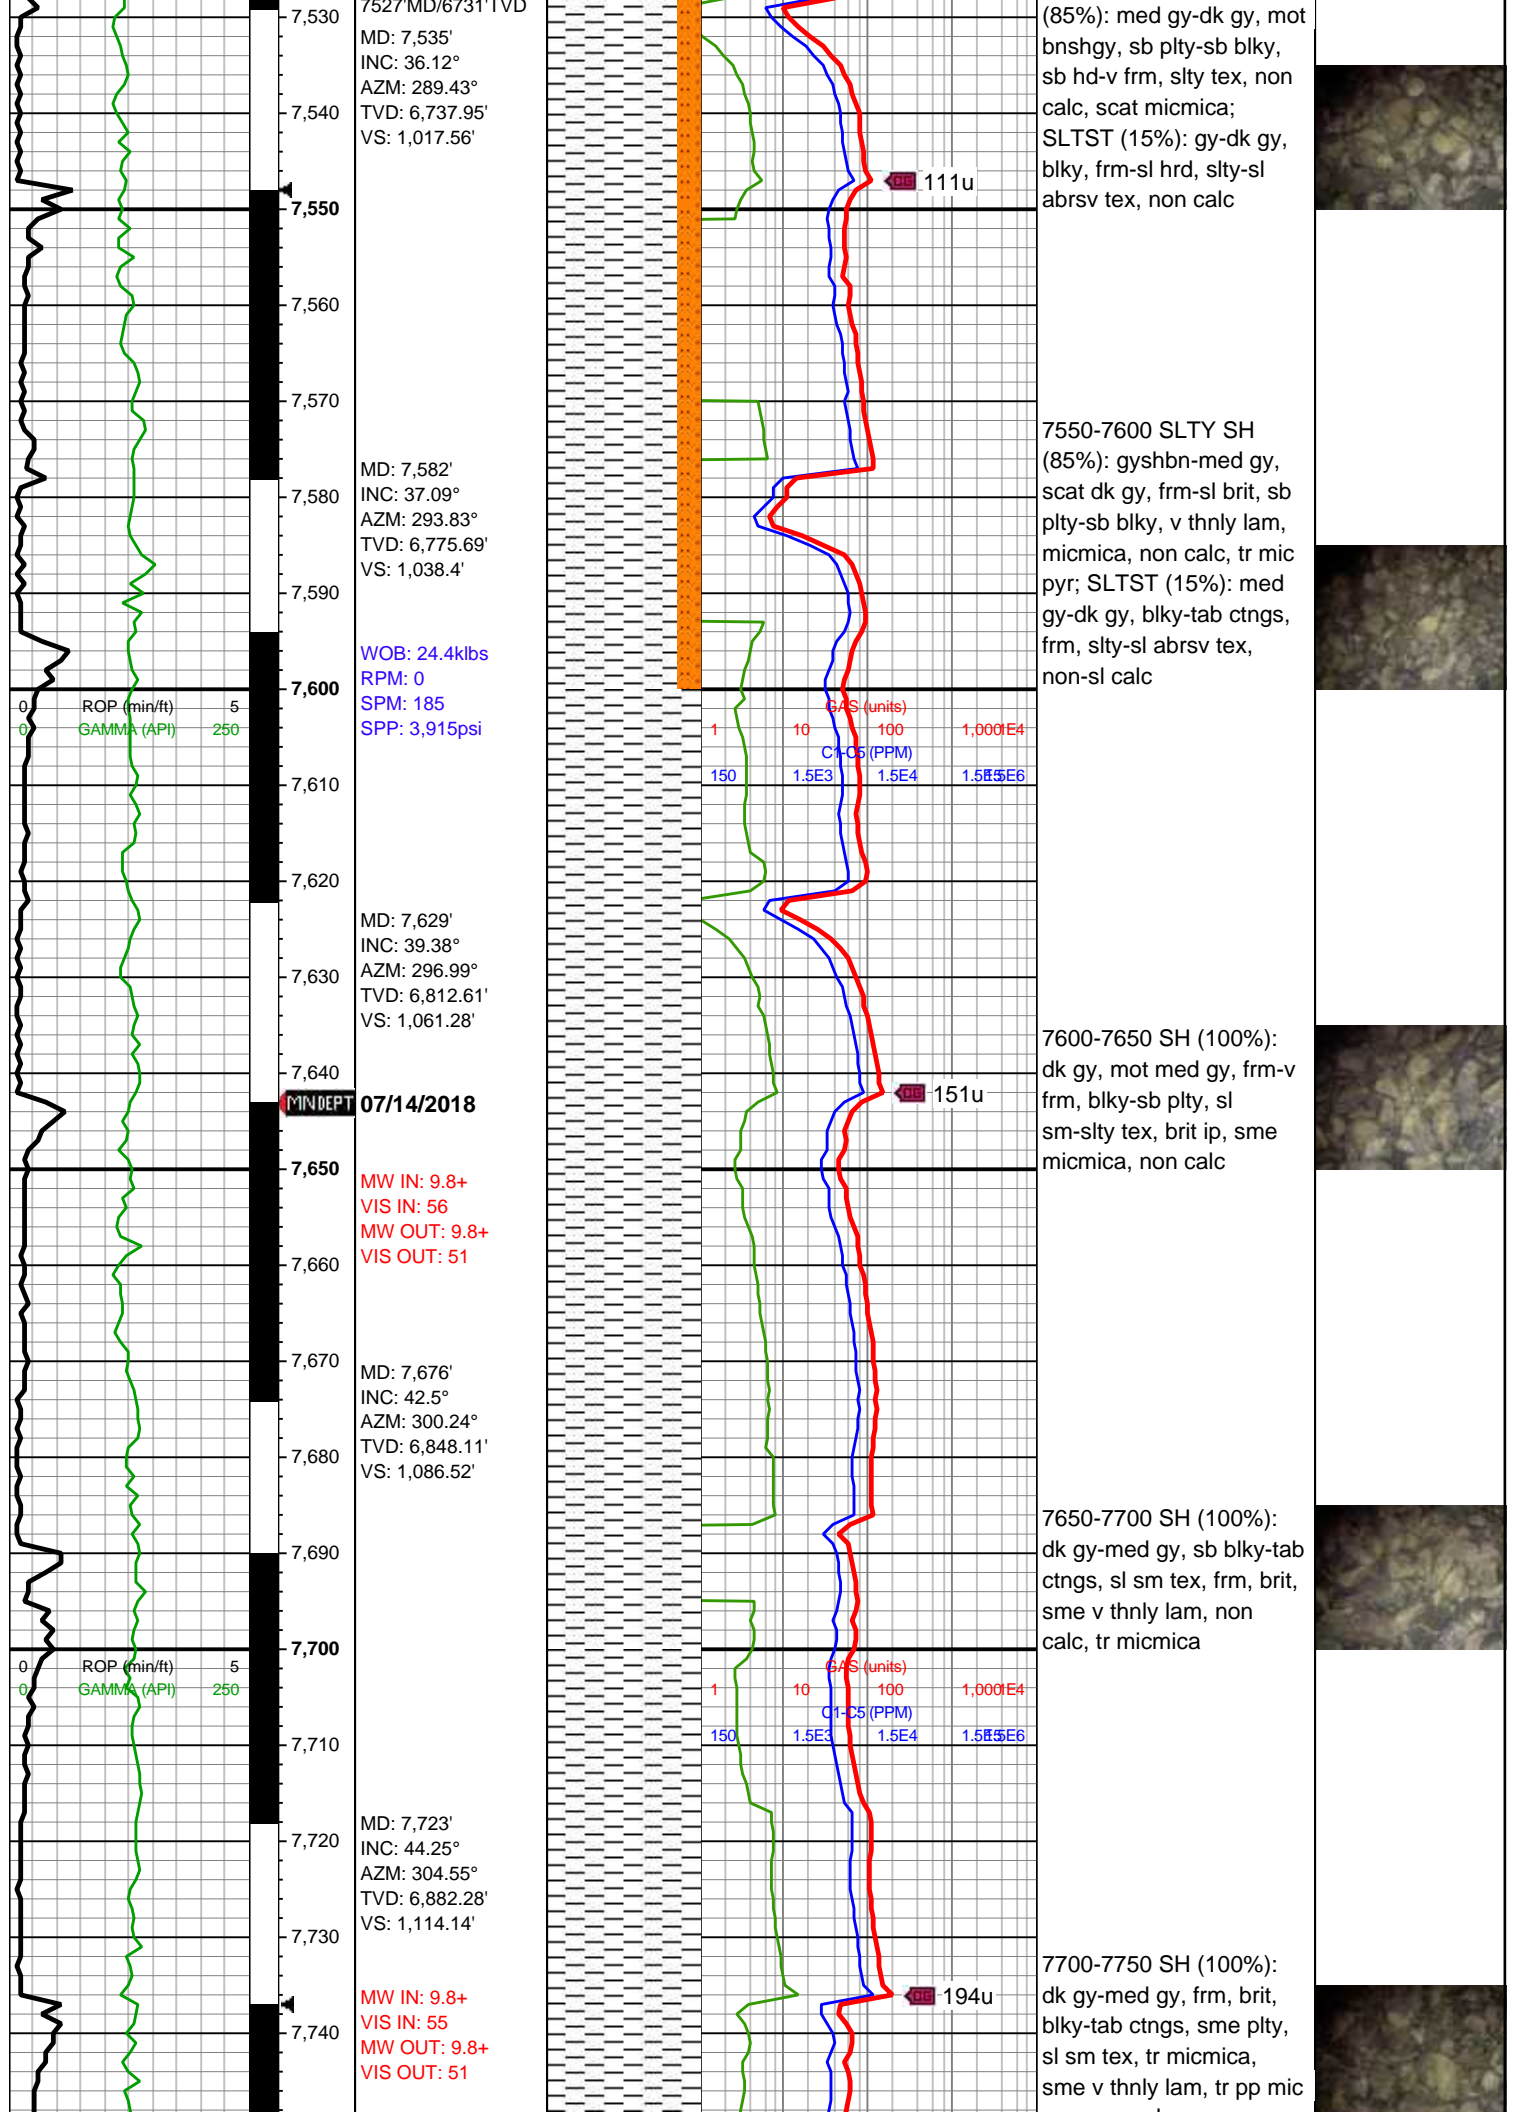 7527'MD/6731'TVD
7,530
MD: 7,535'
INC: 36.12°
AZM: 289.43°
TVD: 6,737.95'
VS: 1,017.56'
7,540
(85%): med gy-dk gy, mot
bnshgy, sb plty-sb blky,
sb hd-v frm, slty tex, non
calc, scat micmica;
SLTST (15%): gy-dk gy,
blky, frm-sl hrd, slty-sl
abrsv tex, non calc
111u
7,550
7,560
7,570
7550-7600 SLTY SH
(85%): gyshbn-med gy,
scat dk gy, frm-sl brit, sb
plty-sb blky, v thnly lam,
micmica, non calc, tr mic
pyr; SLTST (15%): med
gy-dk gy, blky-tab ctngs,
frm, slty-sl abrsv tex,
non-sl calc
MD: 7,582'
INC: 37.09°
AZM: 293.83°
TVD: 6,775.69'
VS: 1,038.4'
7,580
7,590
WOB: 24.4klbs
RPM: 0
SPM: 185
SPP: 3,915psi
7,600
0 ROP (min/ft) 5
0 GAMMA (API) 250
GAS (units)
1 10 100 1,000 1E4
C1-C5 (PPM)
150 1.5E3 1.5E4 1.5E5 1.5E6
7,610
7,620
MD: 7,629'
INC: 39.38°
AZM: 296.99°
TVD: 6,812.61'
VS: 1,061.28'
7,630
7,640
MN DEPT 07/14/2018
151u
7600-7650 SH (100%):
dk gy, mot med gy, frm-v
frm, blky-sb plty, sl
sm-slty tex, brit ip, sme
micmica, non calc
7,650
MW IN: 9.8+
VIS IN: 56
MW OUT: 9.8+
VIS OUT: 51
7,660
7,670
MD: 7,676'
INC: 42.5°
AZM: 300.24°
TVD: 6,848.11'
VS: 1,086.52'
7,680
7,690
7650-7700 SH (100%):
dk gy-med gy, sb blky-tab
ctngs, sl sm tex, frm, brit,
sme v thnly lam, non
calc, tr micmica
7,700
0 ROP (min/ft) 5
0 GAMMA (API) 250
GAS (units)
1 10 100 1,000 1E4
C1-C5 (PPM)
150 1.5E3 1.5E4 1.5E5 1.5E6
7,710
7,720
MD: 7,723'
INC: 44.25°
AZM: 304.55°
TVD: 6,882.28'
VS: 1,114.14'
7,730
MW IN: 9.8+
VIS IN: 55
MW OUT: 9.8+
VIS OUT: 51
7,740
194u
7700-7750 SH (100%):
dk gy-med gy, frm, brit,
blky-tab ctngs, sme plty,
sl sm tex, tr micmica,
sme v thnly lam, tr pp mic